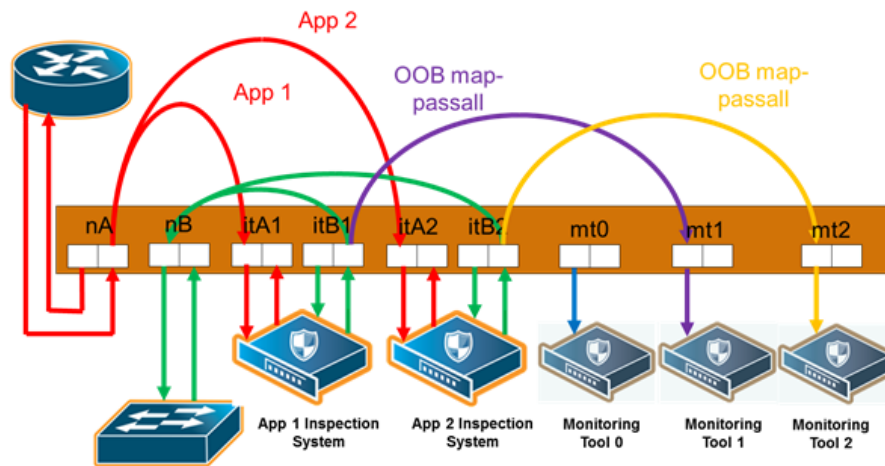 App 2
App 1
OOB map-
passall
OOB map-
passall
nA
nB
itA1
itB1
itA2
itB2
mt0
mt1
mt2
App 1 Inspection
System
App 2 Inspection
System
Monitoring
Tool 0
Monitoring
Tool 1
Monitoring
Tool 2